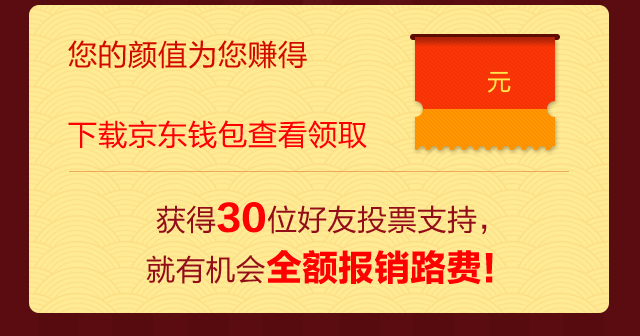 您的颜值为您赚得
元
下载京东钱包查看领取
获得30位好友投票支持，
就有机会全额报销路费!